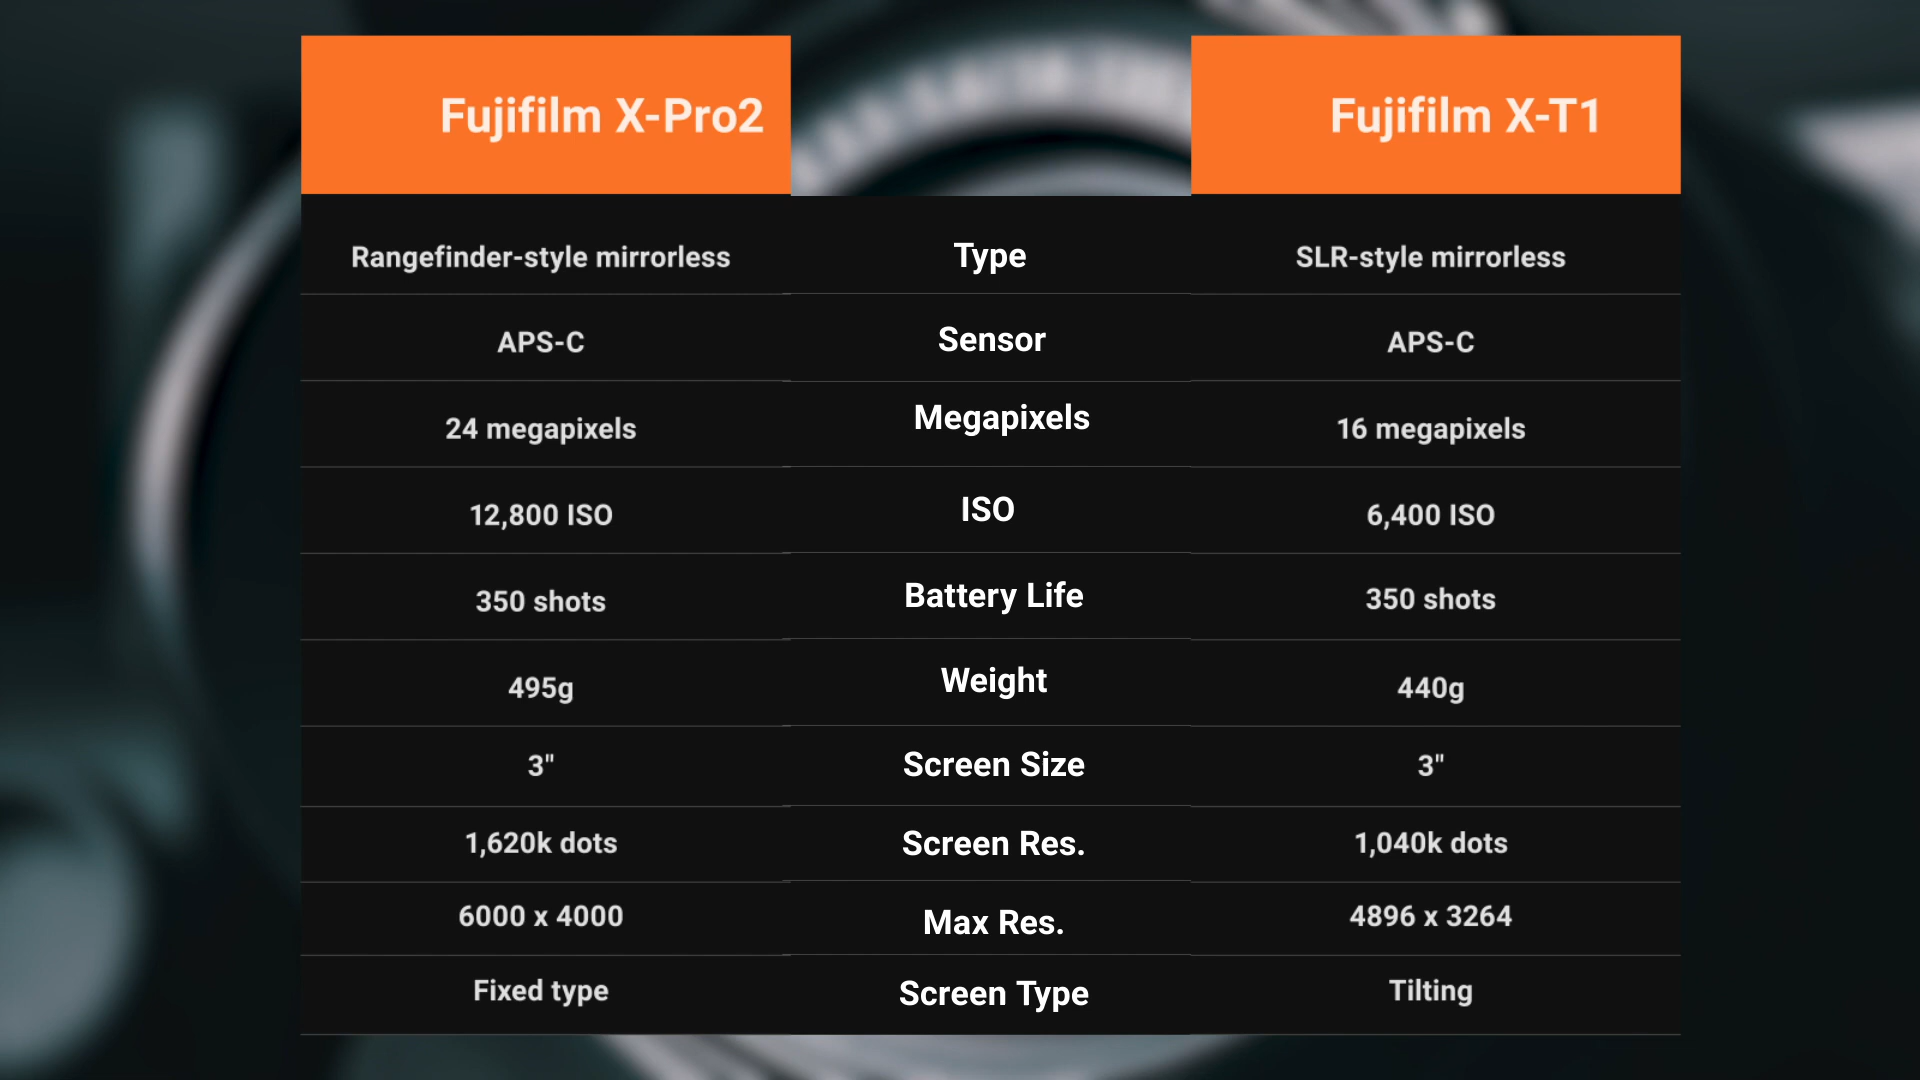 Fujifilm X-Pro2
Fujifilm X-T1
Rangefinder-style mirrorless
Type
SLR-style mirrorless
APS-C
Sensor
APS-C
24 megapixels
Megapixels
16 megapixels
12,800 ISO
ISO
6,400 ISO
350 shots
Battery Life
350 shots
495g
Weight
440g
3"
Screen Size
3"
1,620k dots
Screen Res.
1,040k dots
6000 x 4000
Max Res.
4896 x 3264
Fixed type
Screen Type
Tilting